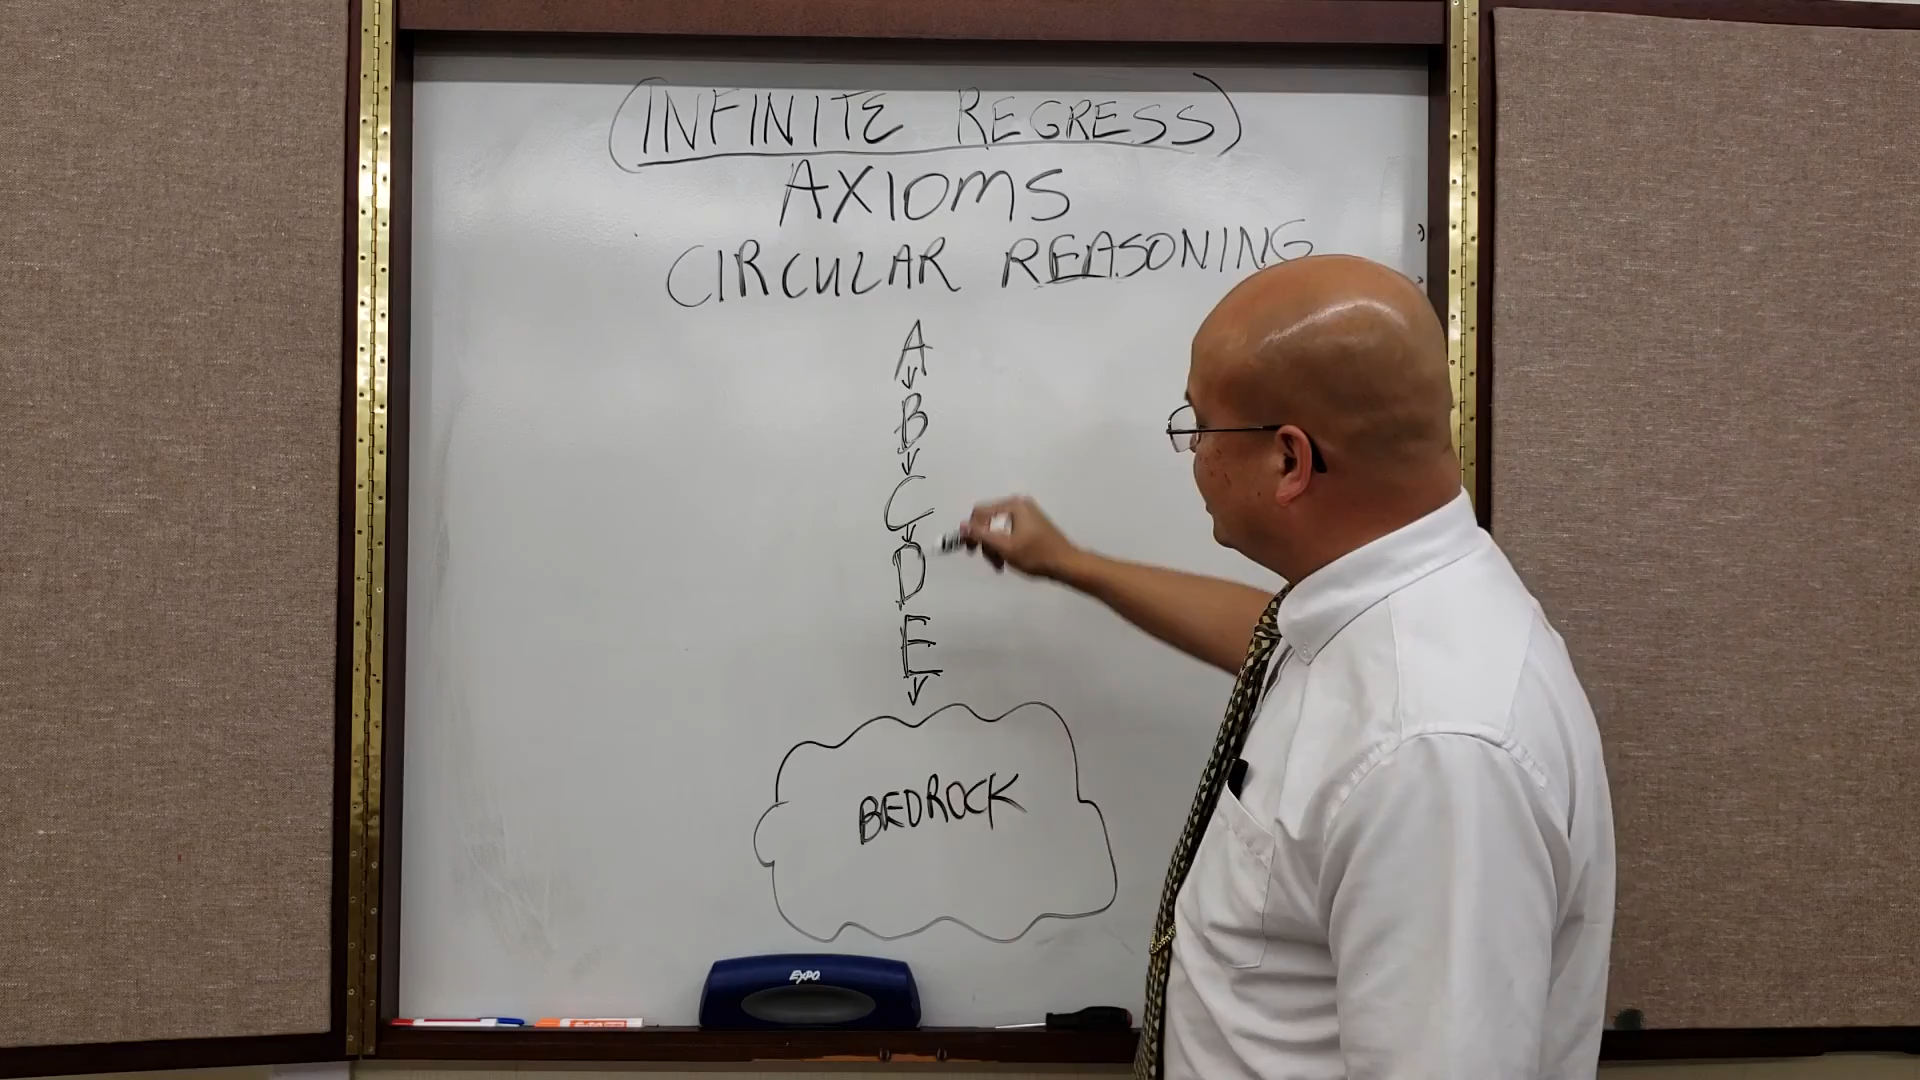 (INFINITE REGRESS)
AXIOMS
CIRCULAR REASONING
A
B
C
D
E
BEDROCK
EXPO